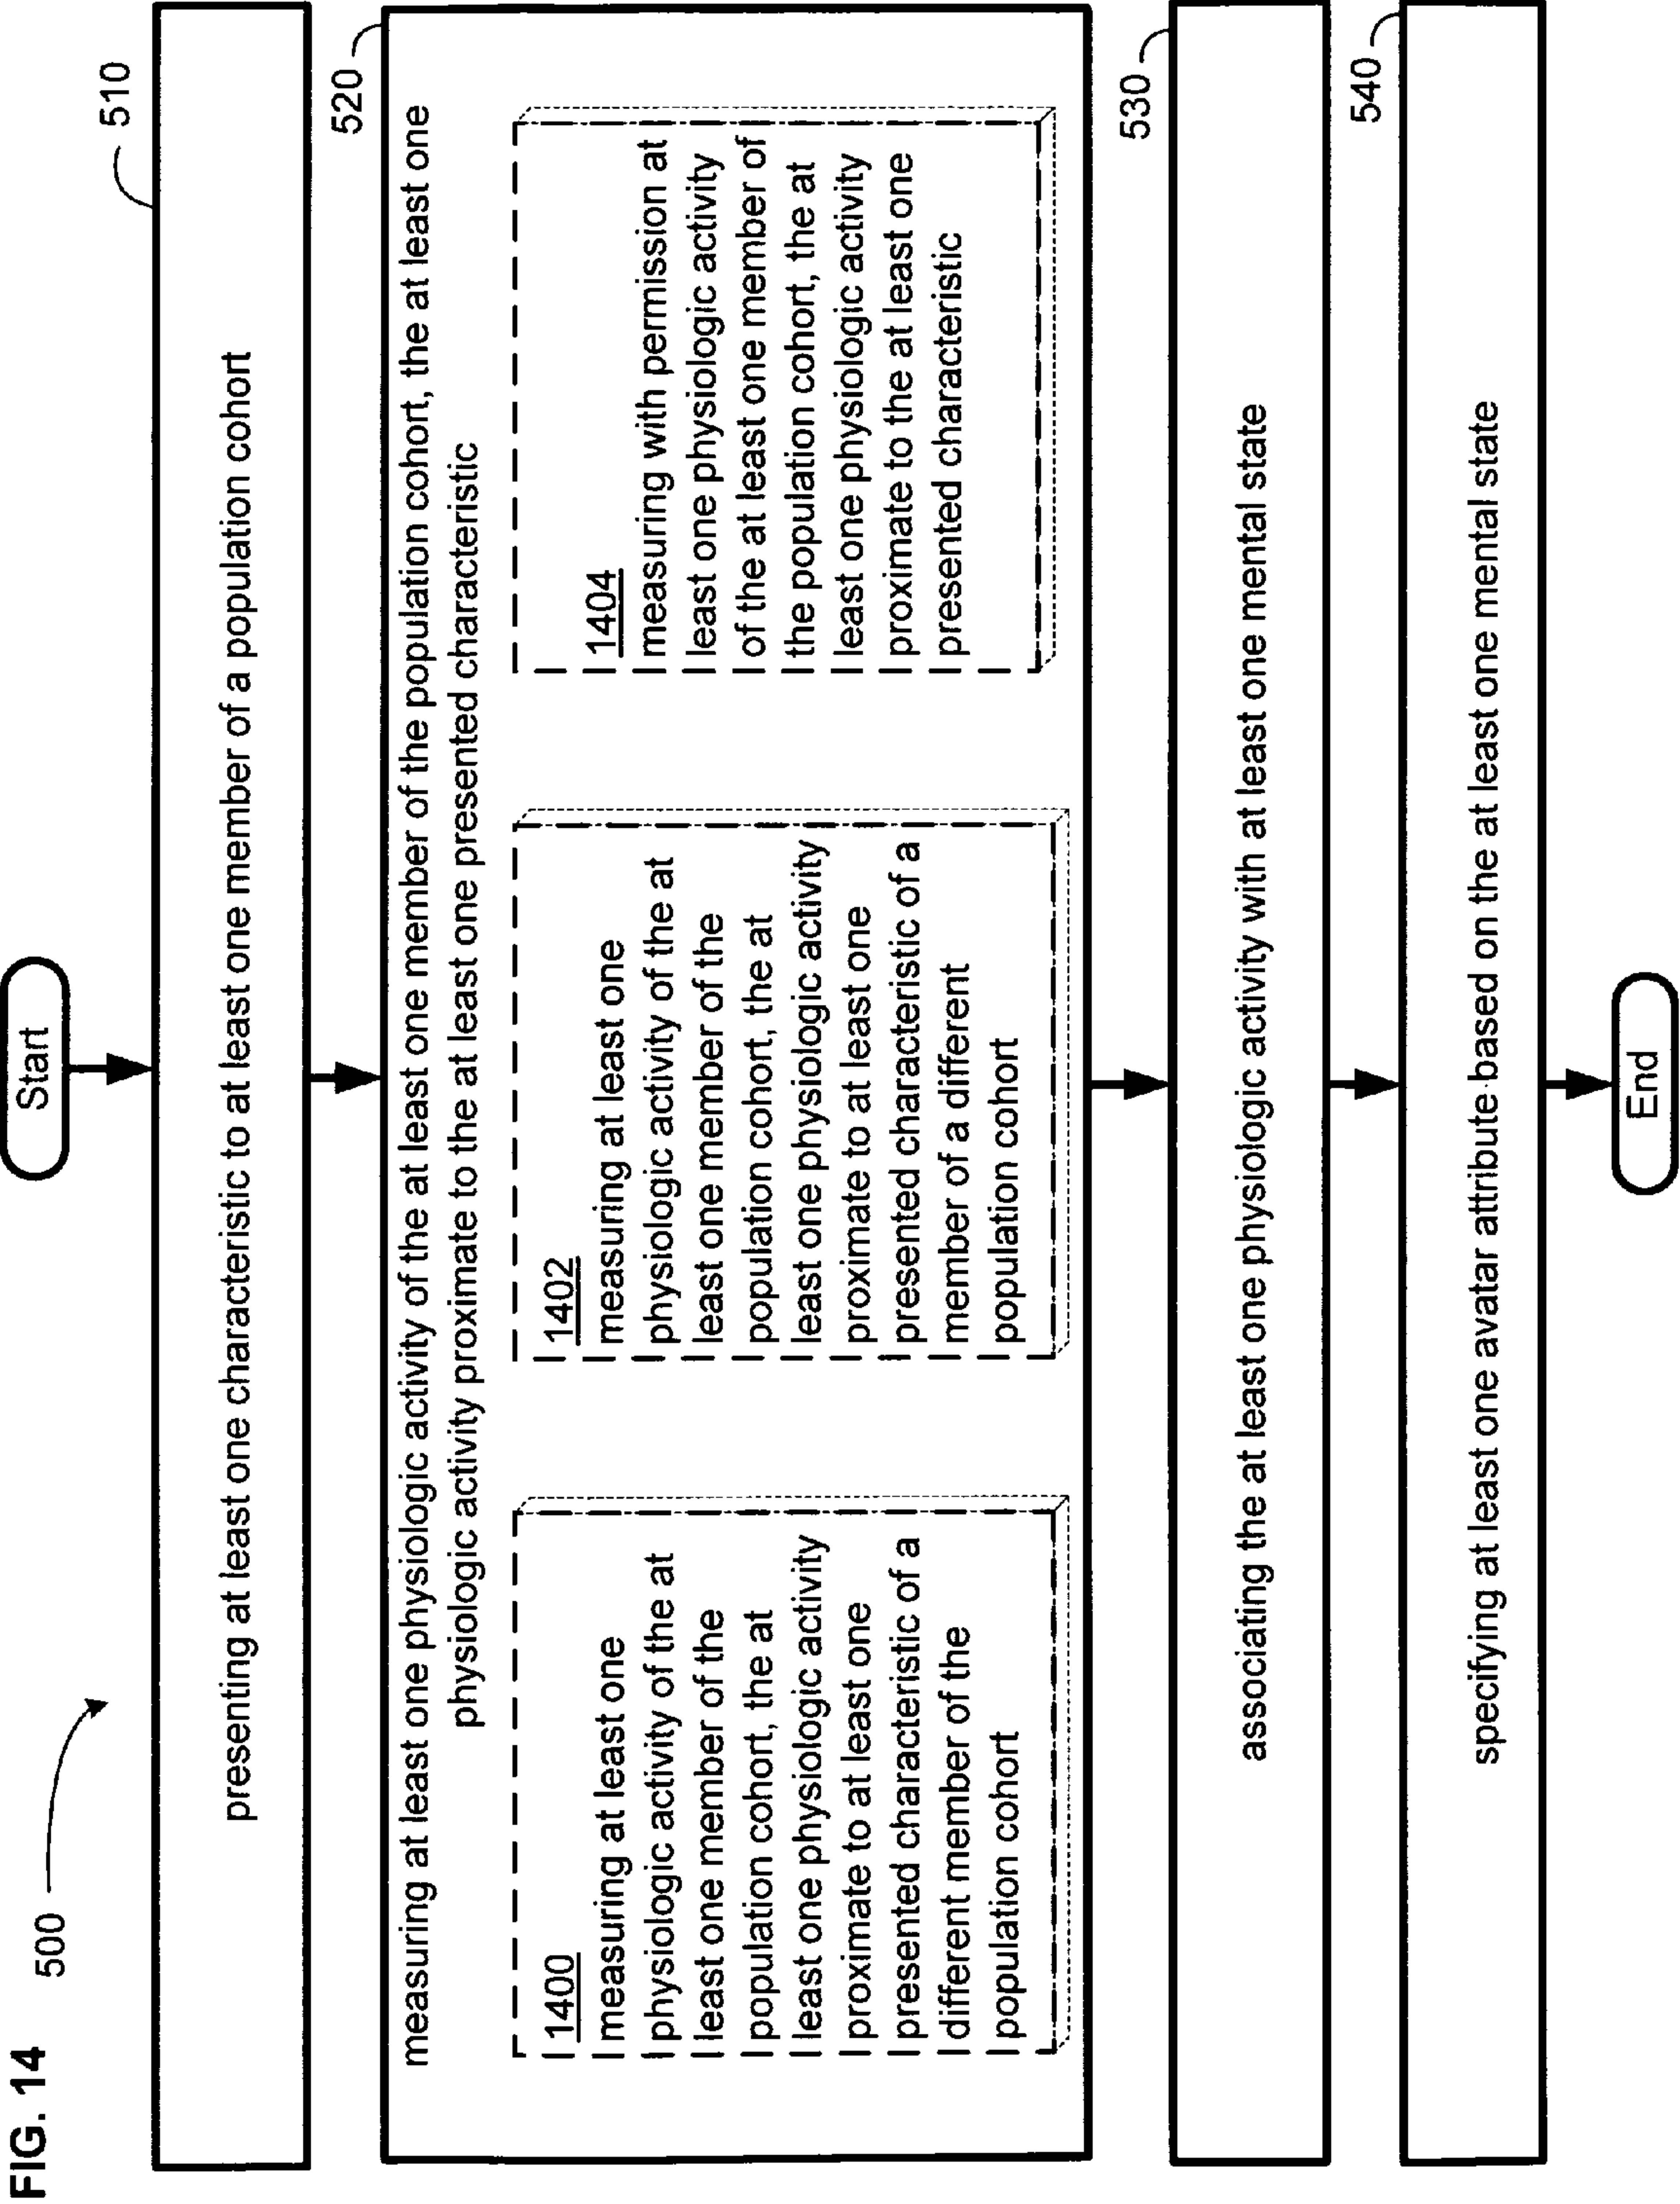 FIG. 14
500
Start
510
presenting at least one characteristic to at least one member of a population cohort
520
measuring at least one physiologic activity of the at least one member of the population cohort, the at least one
physiologic activity proximate to the at least one presented characteristic
1400
measuring at least one
physiologic activity of the at
least one member of the
population cohort, the at
least one physiologic activity
proximate to at least one
presented characteristic of a
different member of the
population cohort
1402
measuring at least one
physiologic activity of the at
least one member of the
population cohort, the at
least one physiologic activity
proximate to at least one
presented characteristic of a
member of a different
population cohort
1404
measuring with permission at
least one physiologic activity
of the at least one member of
the population cohort, the at
least one physiologic activity
proximate to the at least one
presented characteristic
530
associating the at least one physiologic activity with at least one mental state
540
specifying at least one avatar attribute based on the at least one mental state
End